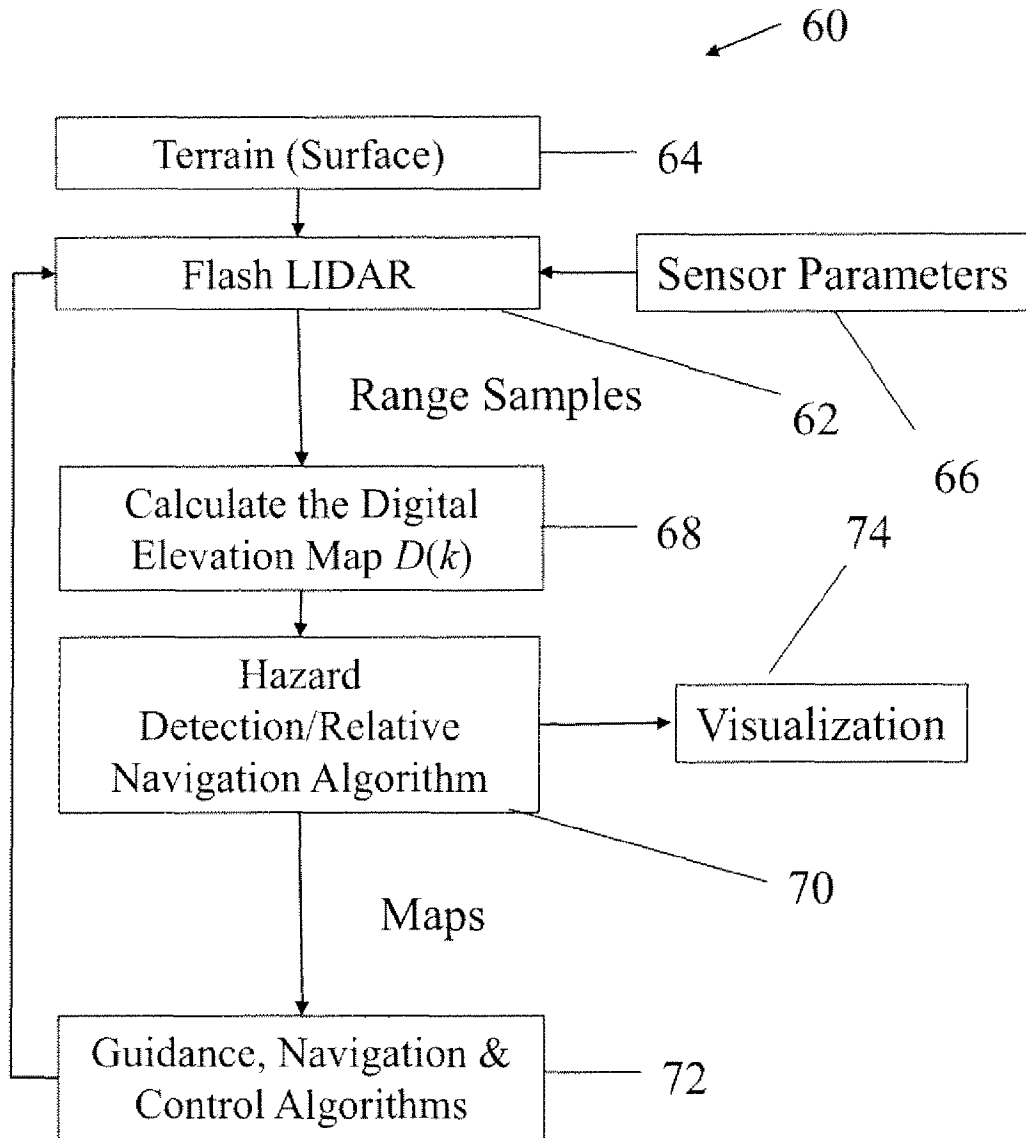 60
Terrain (Surface)
64
Flash LIDAR
Sensor Parameters
Range Samples
62
66
Calculate the Digital
Elevation Map D(k)
68
74
Hazard
Detection/Relative
Navigation Algorithm
Visualization
70
Maps
Guidance, Navigation &
Control Algorithms
72